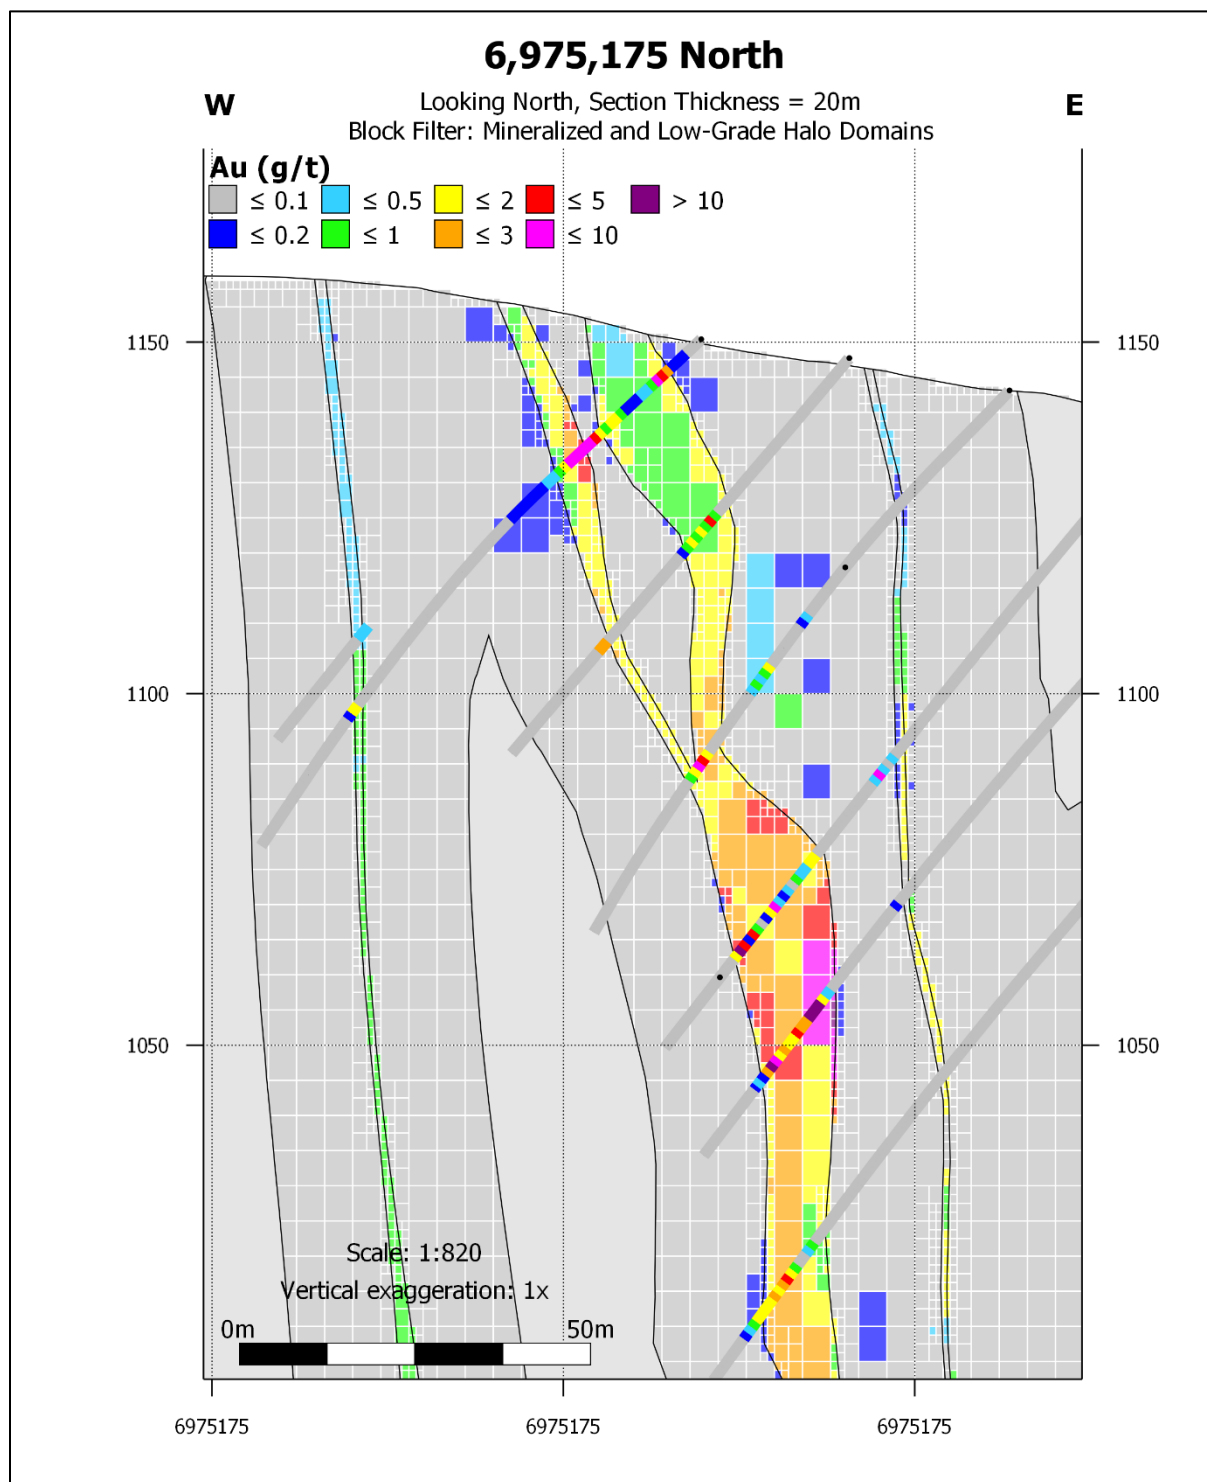 6,975,175 North
W
Looking North, Section Thickness = 20m
E
Block Filter: Mineralized and Low-Grade Halo Domains
Au (g/t)
≤ 0.1 ≤ 0.5 ≤ 2 ≤ 5 > 10
≤ 0.2 ≤ 1 ≤ 3 ≤ 10
1150 1150
1100 1100
1050 1050
Scale: 1:820
Vertical exaggeration: 1x
0m 50m
6975175 6975175 6975175